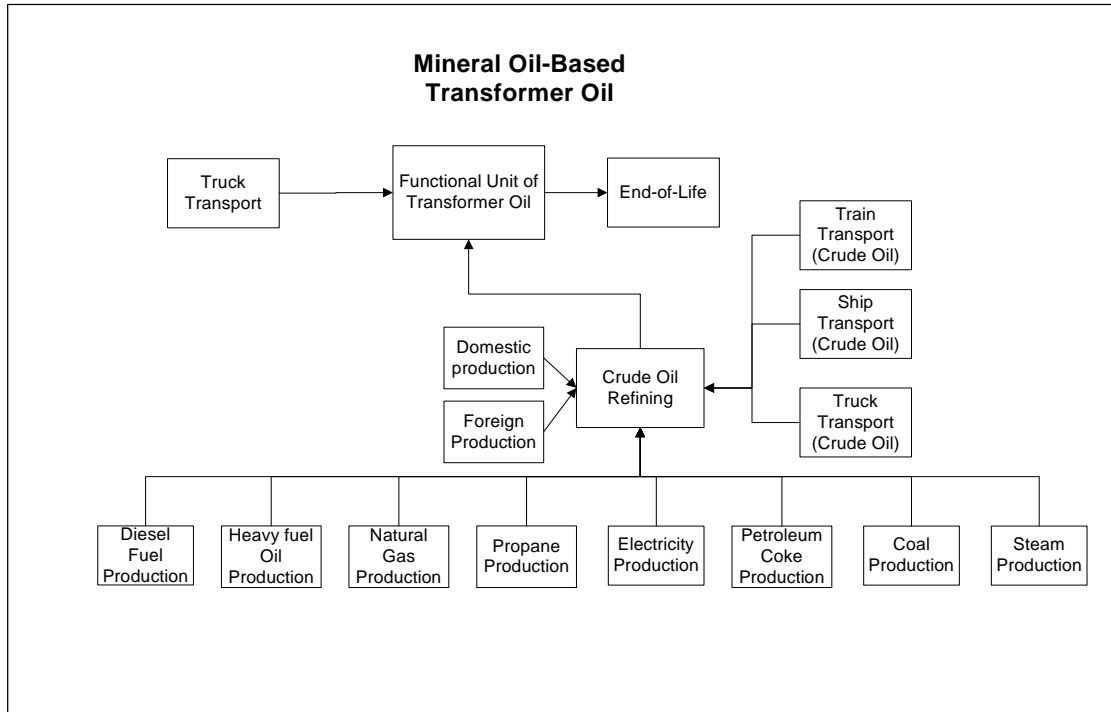 Mineral Oil-Based
Transformer Oil
Truck
Transport
Functional Unit of
Transformer Oil
End-of-Life
Train
Transport
(Crude Oil)
Ship
Transport
(Crude Oil)
Domestic
production
Crude Oil
Refining
Foreign
Production
Truck
Transport
(Crude Oil)
Diesel
Fuel
Production
Heavy fuel
Oil
Production
Natural
Gas
Production
Propane
Production
Electricity
Production
Petroleum
Coke
Production
Coal
Production
Steam
Production